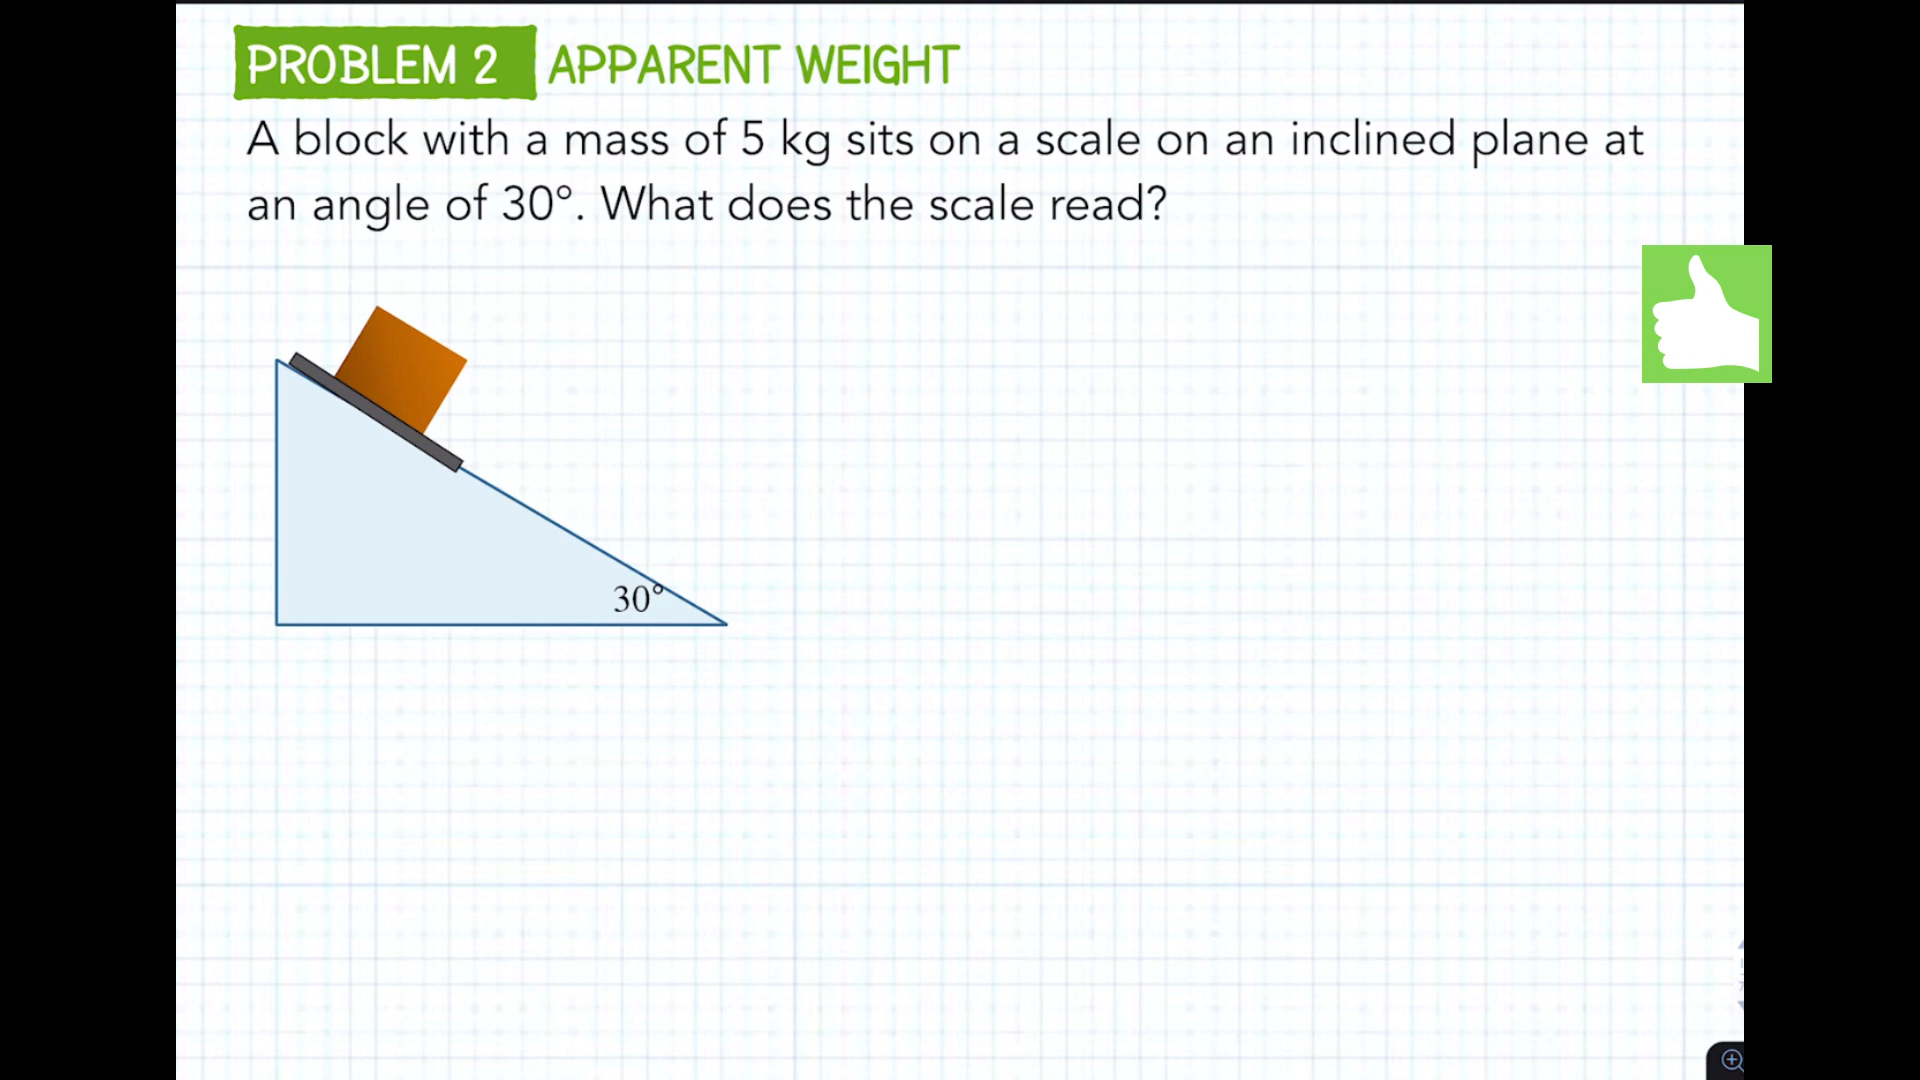 PROBLEM 2 APPARENT WEIGHT
A block with a mass of 5 kg sits on a scale on an inclined plane at
an angle of 30°. What does the scale read?
30°